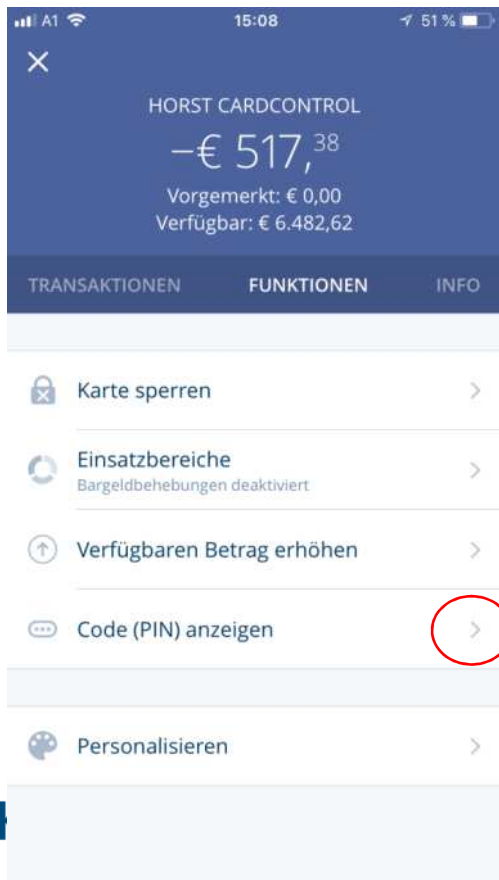 A1 15:08 51 %
HORST CARDCONTROL
–€ 517,38
Vorgemerkt: € 0,00
Verfügbar: € 6.482,62
TRANSAKTIONEN FUNKTIONEN INFO
Karte sperren
Einsatzbereiche
Bargeldbehebungen deaktiviert
Verfügbaren Betrag erhöhen
Code (PIN) anzeigen
Personalisieren